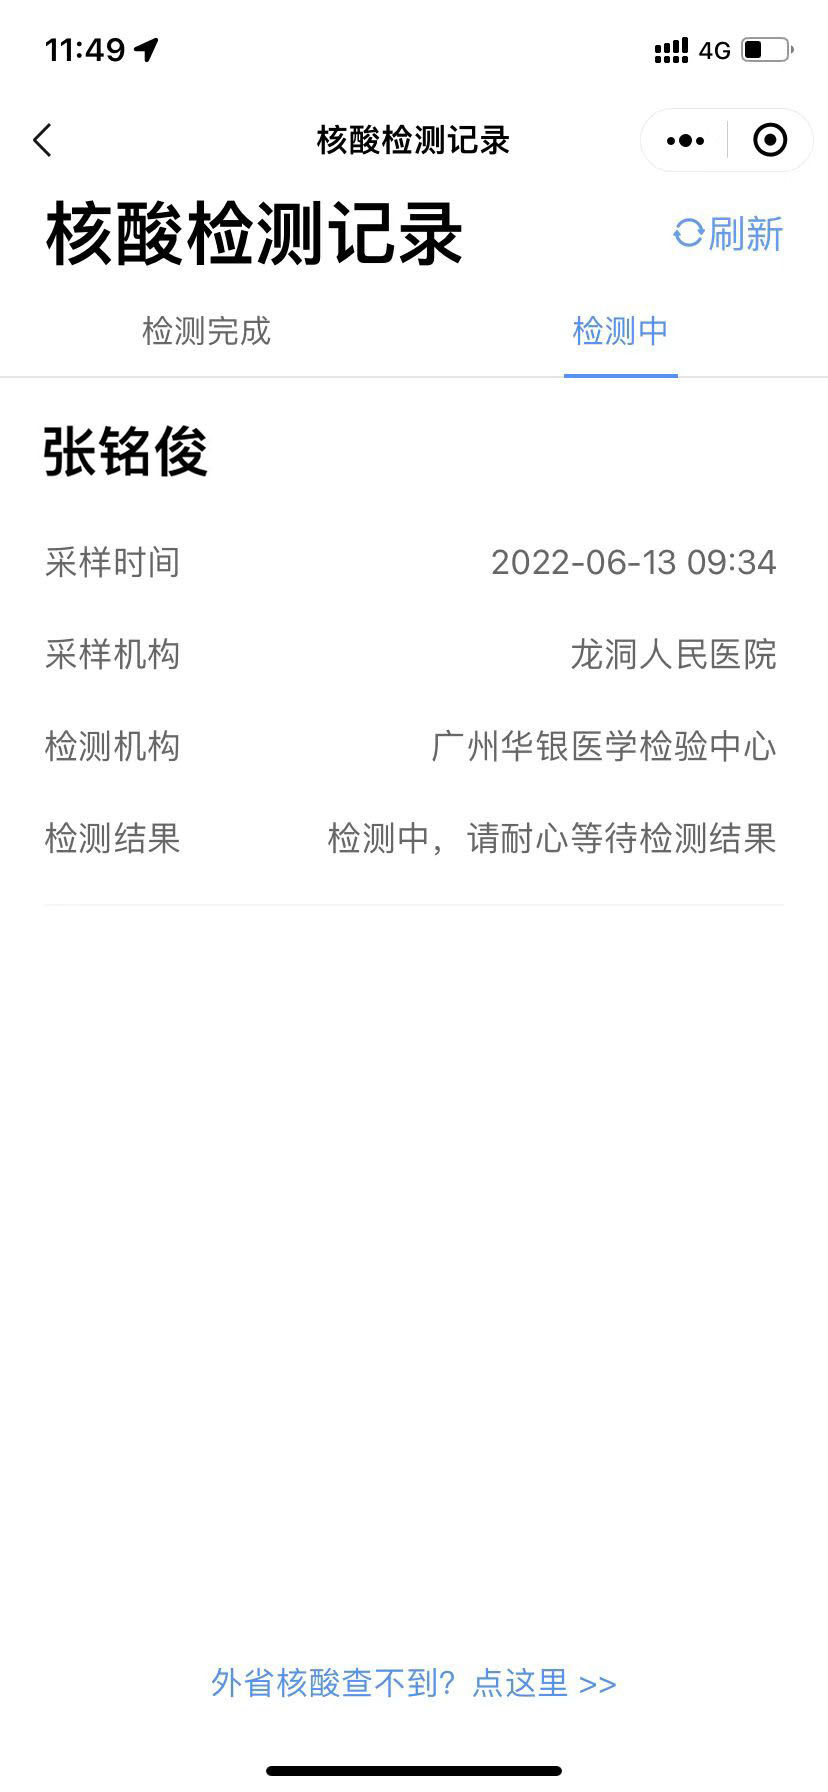 11:49
4G
核酸检测记录
核酸检测记录
刷新
检测完成
检测中
张铭俊
采样时间
2022-06-13 09:34
采样机构
龙洞人民医院
检测机构
广州华银医学检验中心
检测结果
检测中，请耐心等待检测结果
外省核酸查不到？点这里 >>